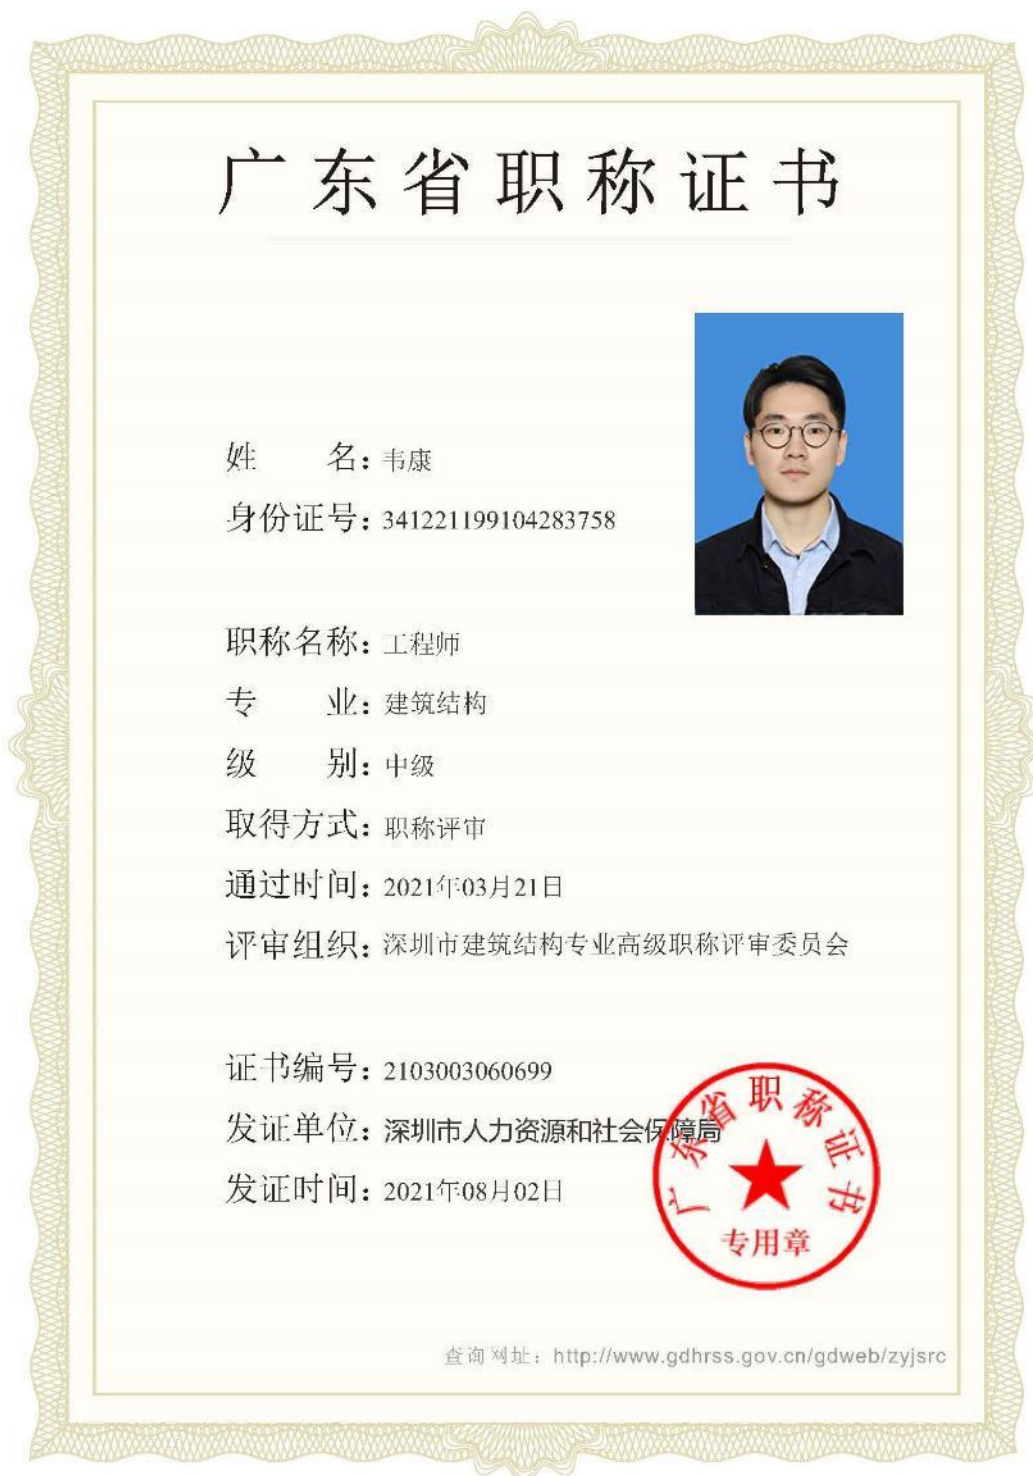 广东省职称证书
姓 名：韦康
身份证号：341221199104283758
职称名称：工程师
专 业：建筑结构
级 别：中级
取得方式：职称评审
通过时间：2021年03月21日
评审组织：深圳市建筑结构专业高级职称评审委员会
证书编号：2103003060699
发证单位：深圳市人力资源和社会保障局
发证时间：2021年08月02日
广东省职称证书
专用章
查询网址：http://www.gdhrss.gov.cn/gdweb/zyjsrc